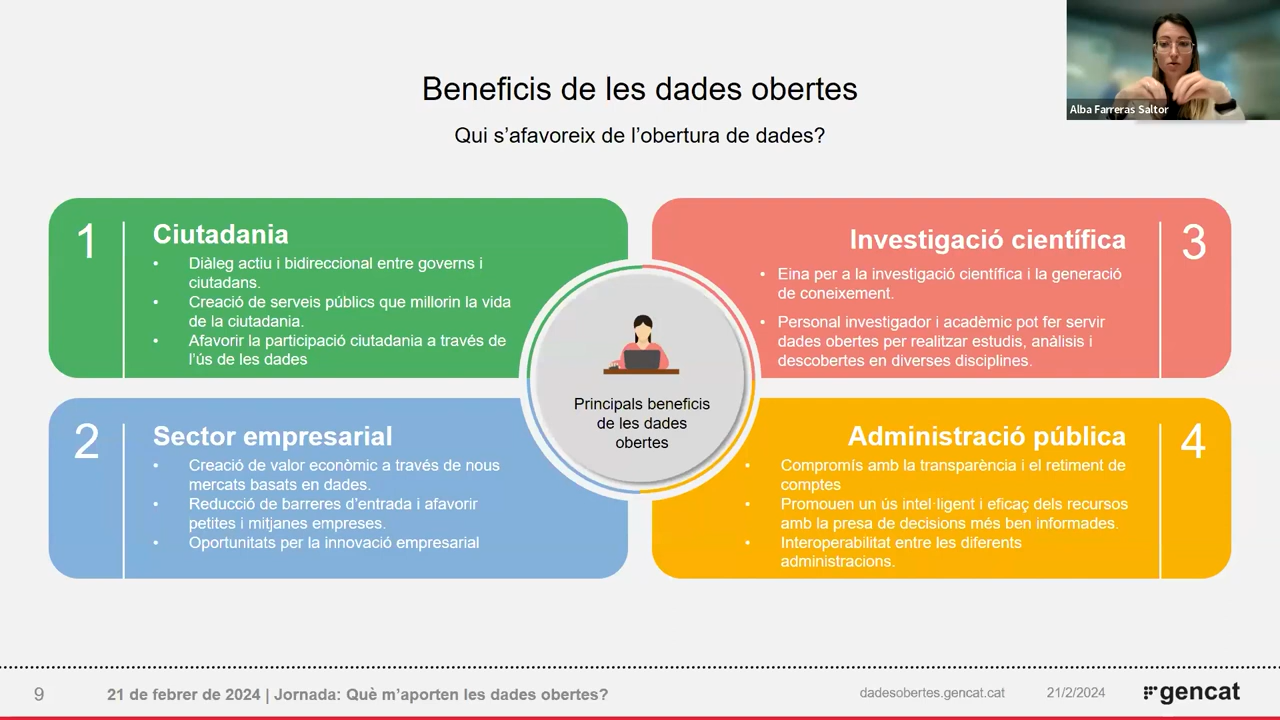 Beneficis de les dades obertes
Qui s’afavoreix de l’obertura de dades?
Alba Farreras Saltor
1
Ciutadania
• Diàleg actiu i bidireccional entre governs i
ciutadans.
• Creació de serveis públics que millorin la vida
de la ciutadania.
• Afavorir la participació ciutadania a través de
l’ús de les dades
2
Sector empresarial
• Creació de valor econòmic a través de nous
mercats basats en dades.
• Reducció de barreres d’entrada i afavorir
petites i mitjanes empreses.
• Oportunitats per la innovació empresarial
Principals beneficis
de les dades
obertes
3
Investigació científica
• Eina per a la investigació científica i la generació
de coneixement.
• Personal investigador i acadèmic pot fer servir
dades obertes per realitzar estudis, anàlisis i
descobertes en diverses disciplines.
4
Administració pública
• Compromís amb la transparència i el retiment de
comptes
• Promouen un ús intel·ligent i eficaç dels recursos
amb la presa de decisions més ben informades.
• Interoperabilitat entre les diferents
administracions.
9
21 de febrer de 2024 | Jornada: Què m’aporten les dades obertes?
dadesobertes.gencat.cat
21/2/2024
gencat